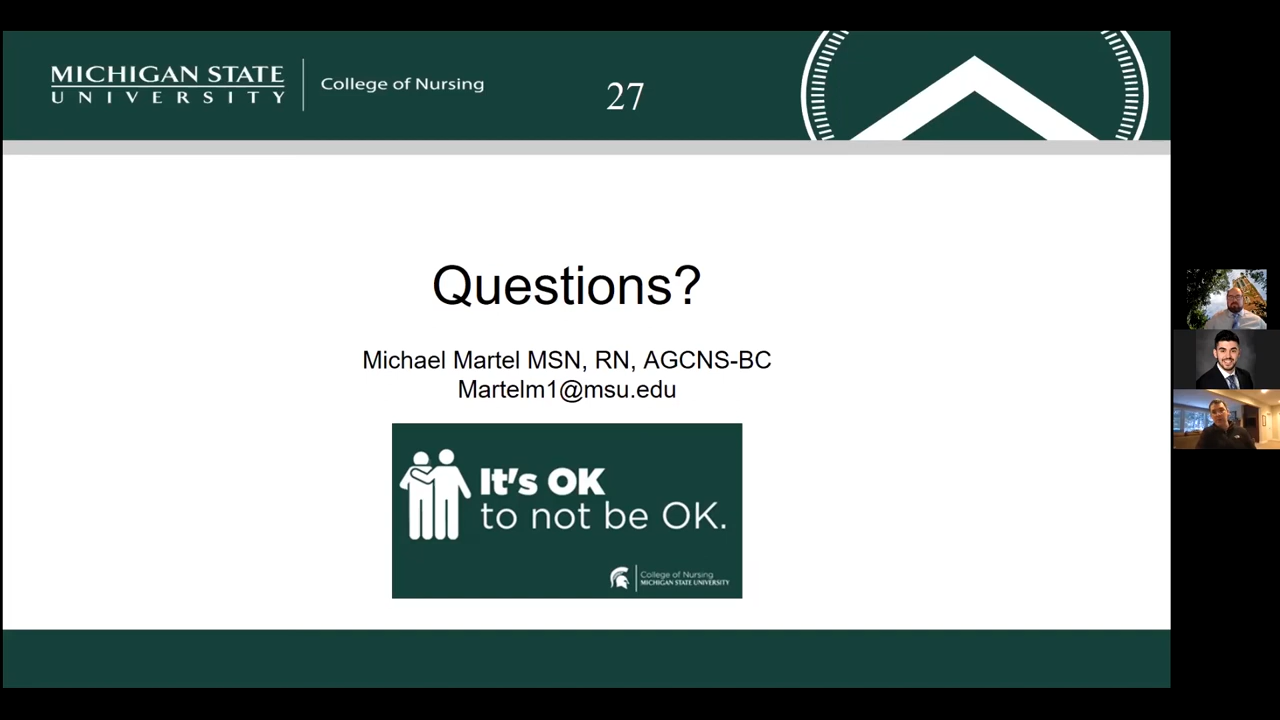 MICHIGAN STATE
UNIVERSITY
College of Nursing
27
Questions?
Michael Martel MSN, RN, AGCNS-BC
Martelm1@msu.edu
It's OK
to not be OK.
College of Nursing
MICHIGAN STATE UNIVERSITY